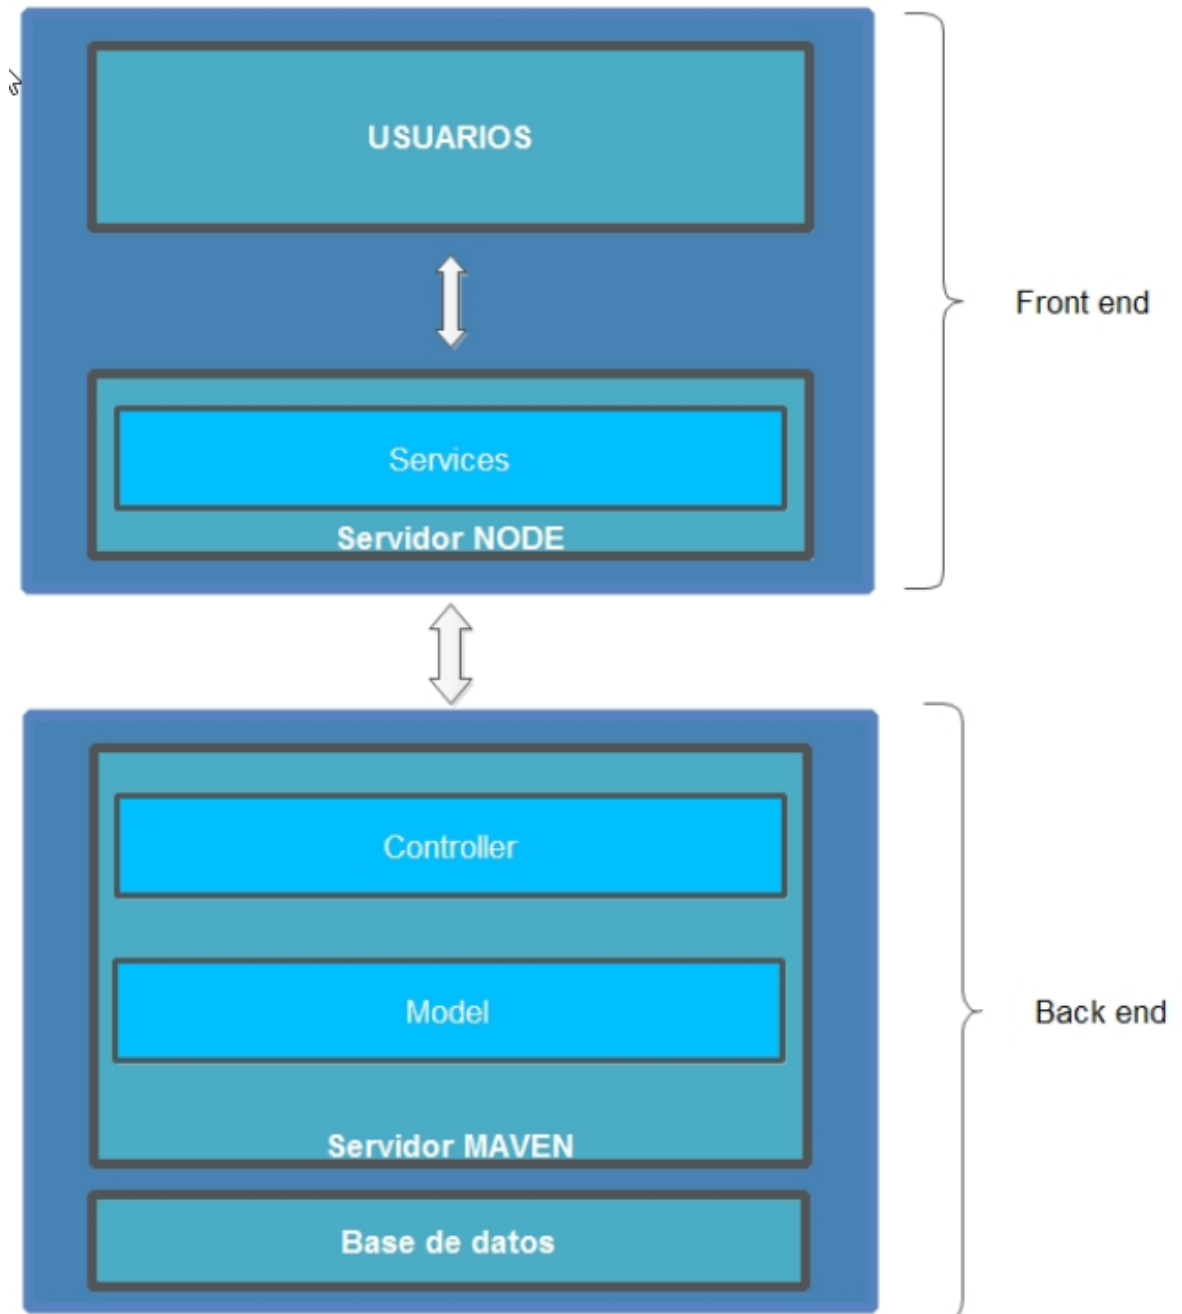 USUARIOS
Front end
Services
Servidor NODE
Controller
Model
Back end
Servidor MAVEN
Base de datos